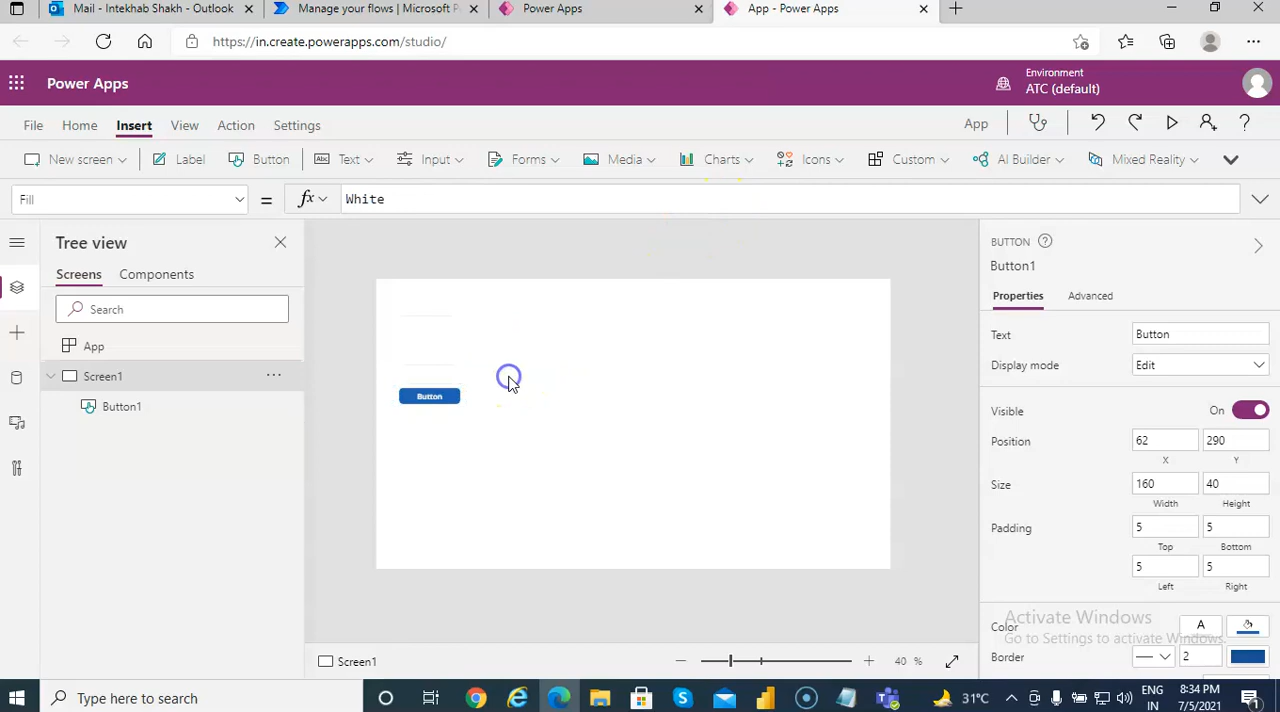 Mail - Intekhab Shakh - Outlook
Manage your flows | Microsoft P
Power Apps
App - Power Apps
https://in.create.powerapps.com/studio/
Power Apps
Environment
ATC (default)
File Home Insert View Action Settings
App
New screen Label Button Text Input Forms Media Charts Icons Custom AI Builder Mixed Reality
Fill = fx White
Tree view
Screens Components
Search
App
Screen1
Button1
Button
BUTTON
Button1
Properties Advanced
Text Button
Display mode Edit
Visible On
Position 62 290
X Y
Size 160 40
Width Height
Padding 5 5
Top Bottom
5 5
Left Right
Color A
Border 2
Activate Windows
Go to Settings to activate Windows.
Screen1
40 %
Type here to search
31°C
ENG
IN
8:34 PM
7/5/2021
1